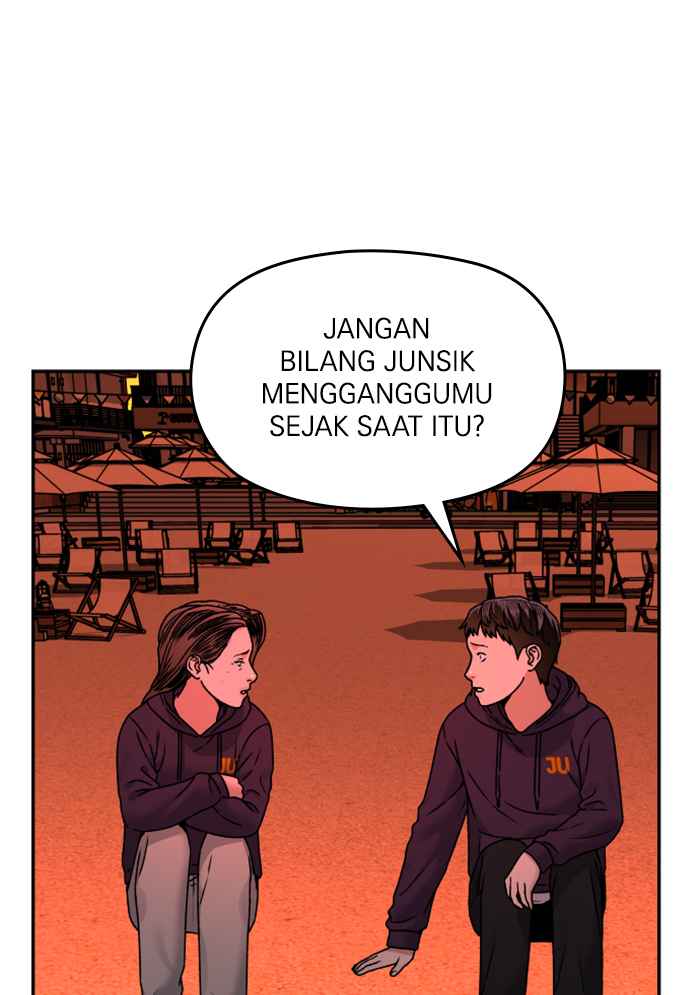 JANGAN
BILANG JUNSIK
MENGGANGGUMU
SEJAK SAAT ITU?
JU
JU